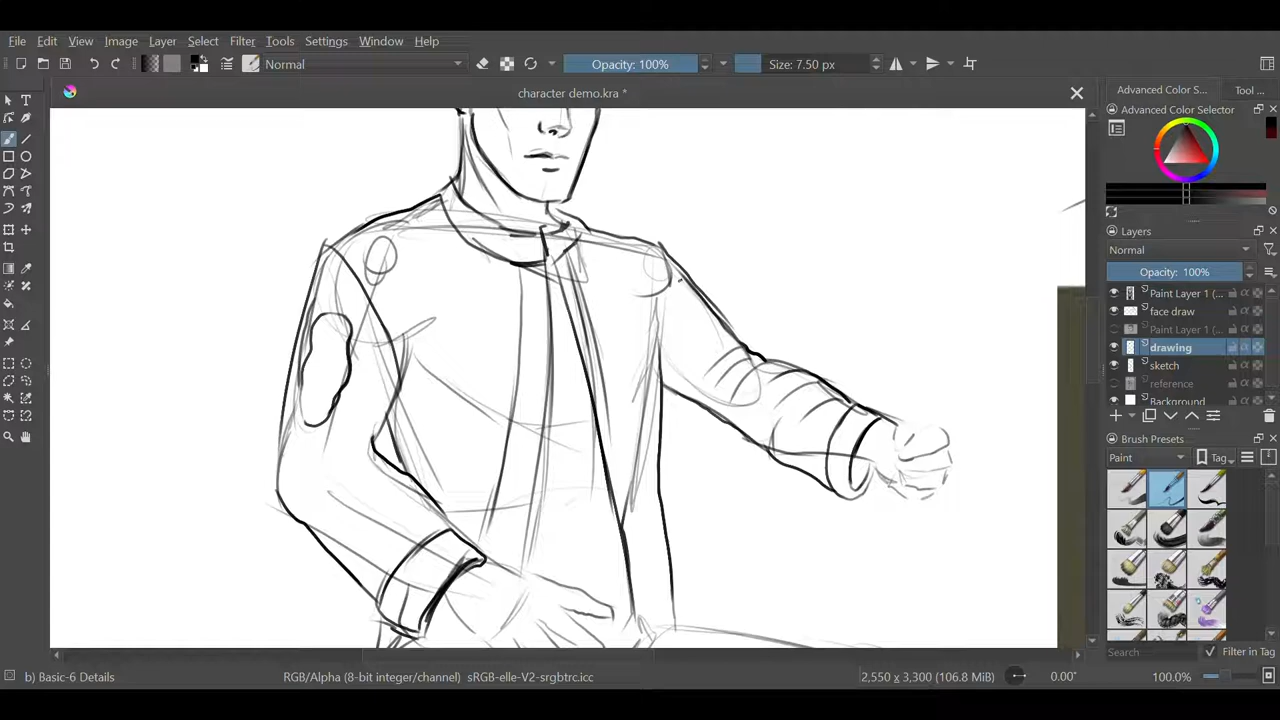 File Edit View Image Layer Select Filter Tools Settings Window Help
Normal Opacity: 100% Size: 7.50 px
character demo.kra *
Advanced Color S... Tool ...
Advanced Color Selector
Layers
Normal
Opacity: 100%
Paint Layer 1 (...
face draw
Paint Layer 1 (...
drawing
sketch
reference
Background
Brush Presets
Paint Tag
Search Filter in Tag
b) Basic-6 Details RGB/Alpha (8-bit integer/channel) sRGB-elle-V2-srgbtrc.icc 2,550 x 3,300 (106.8 MiB) 0.00° 100.0%